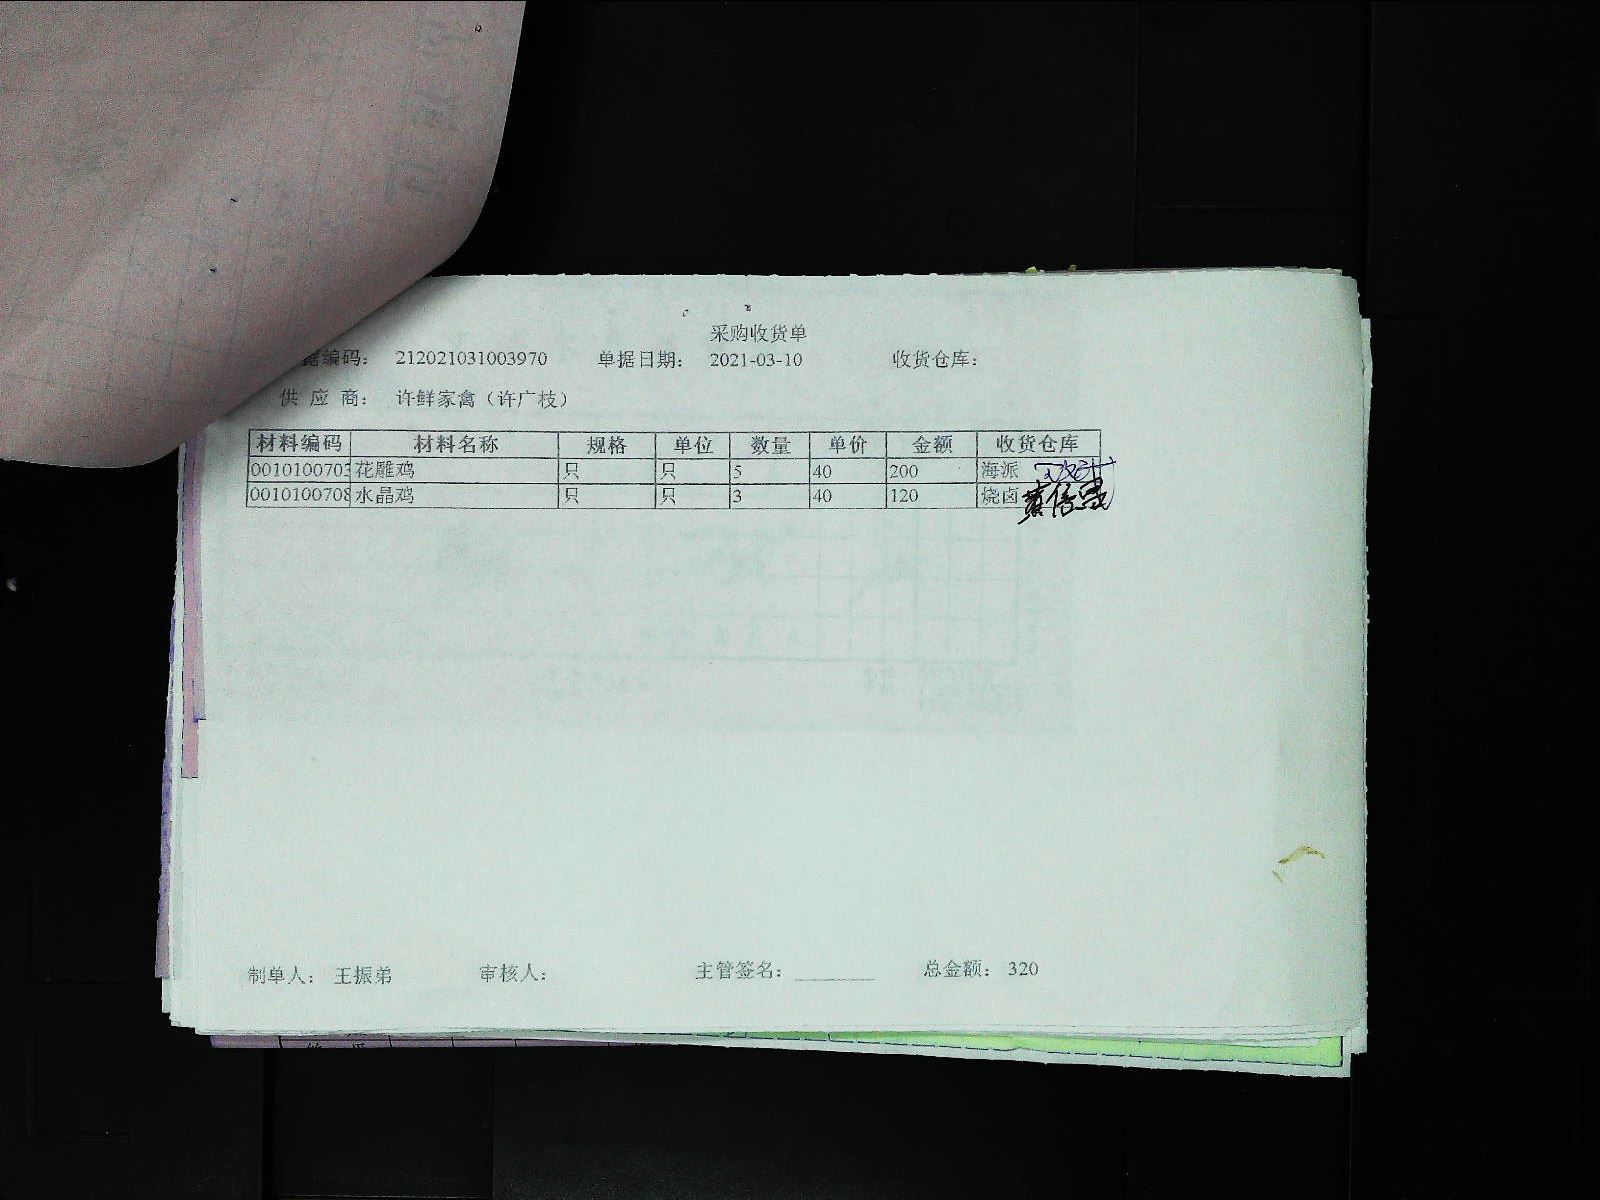 采购收货单
据编码： 212021031003970 单据日期： 2021-03-10 收货仓库：
供 应 商： 许鲜家禽（许广枝）
材料编码 材料名称 规格 单位 数量 单价 金额 收货仓库
0010100703 花雕鸡 只 只 5 40 200 海派
0010100708 水晶鸡 只 只 3 40 120 烧卤
制单人： 王振弟 审核人： 主管签名： 总金额： 320